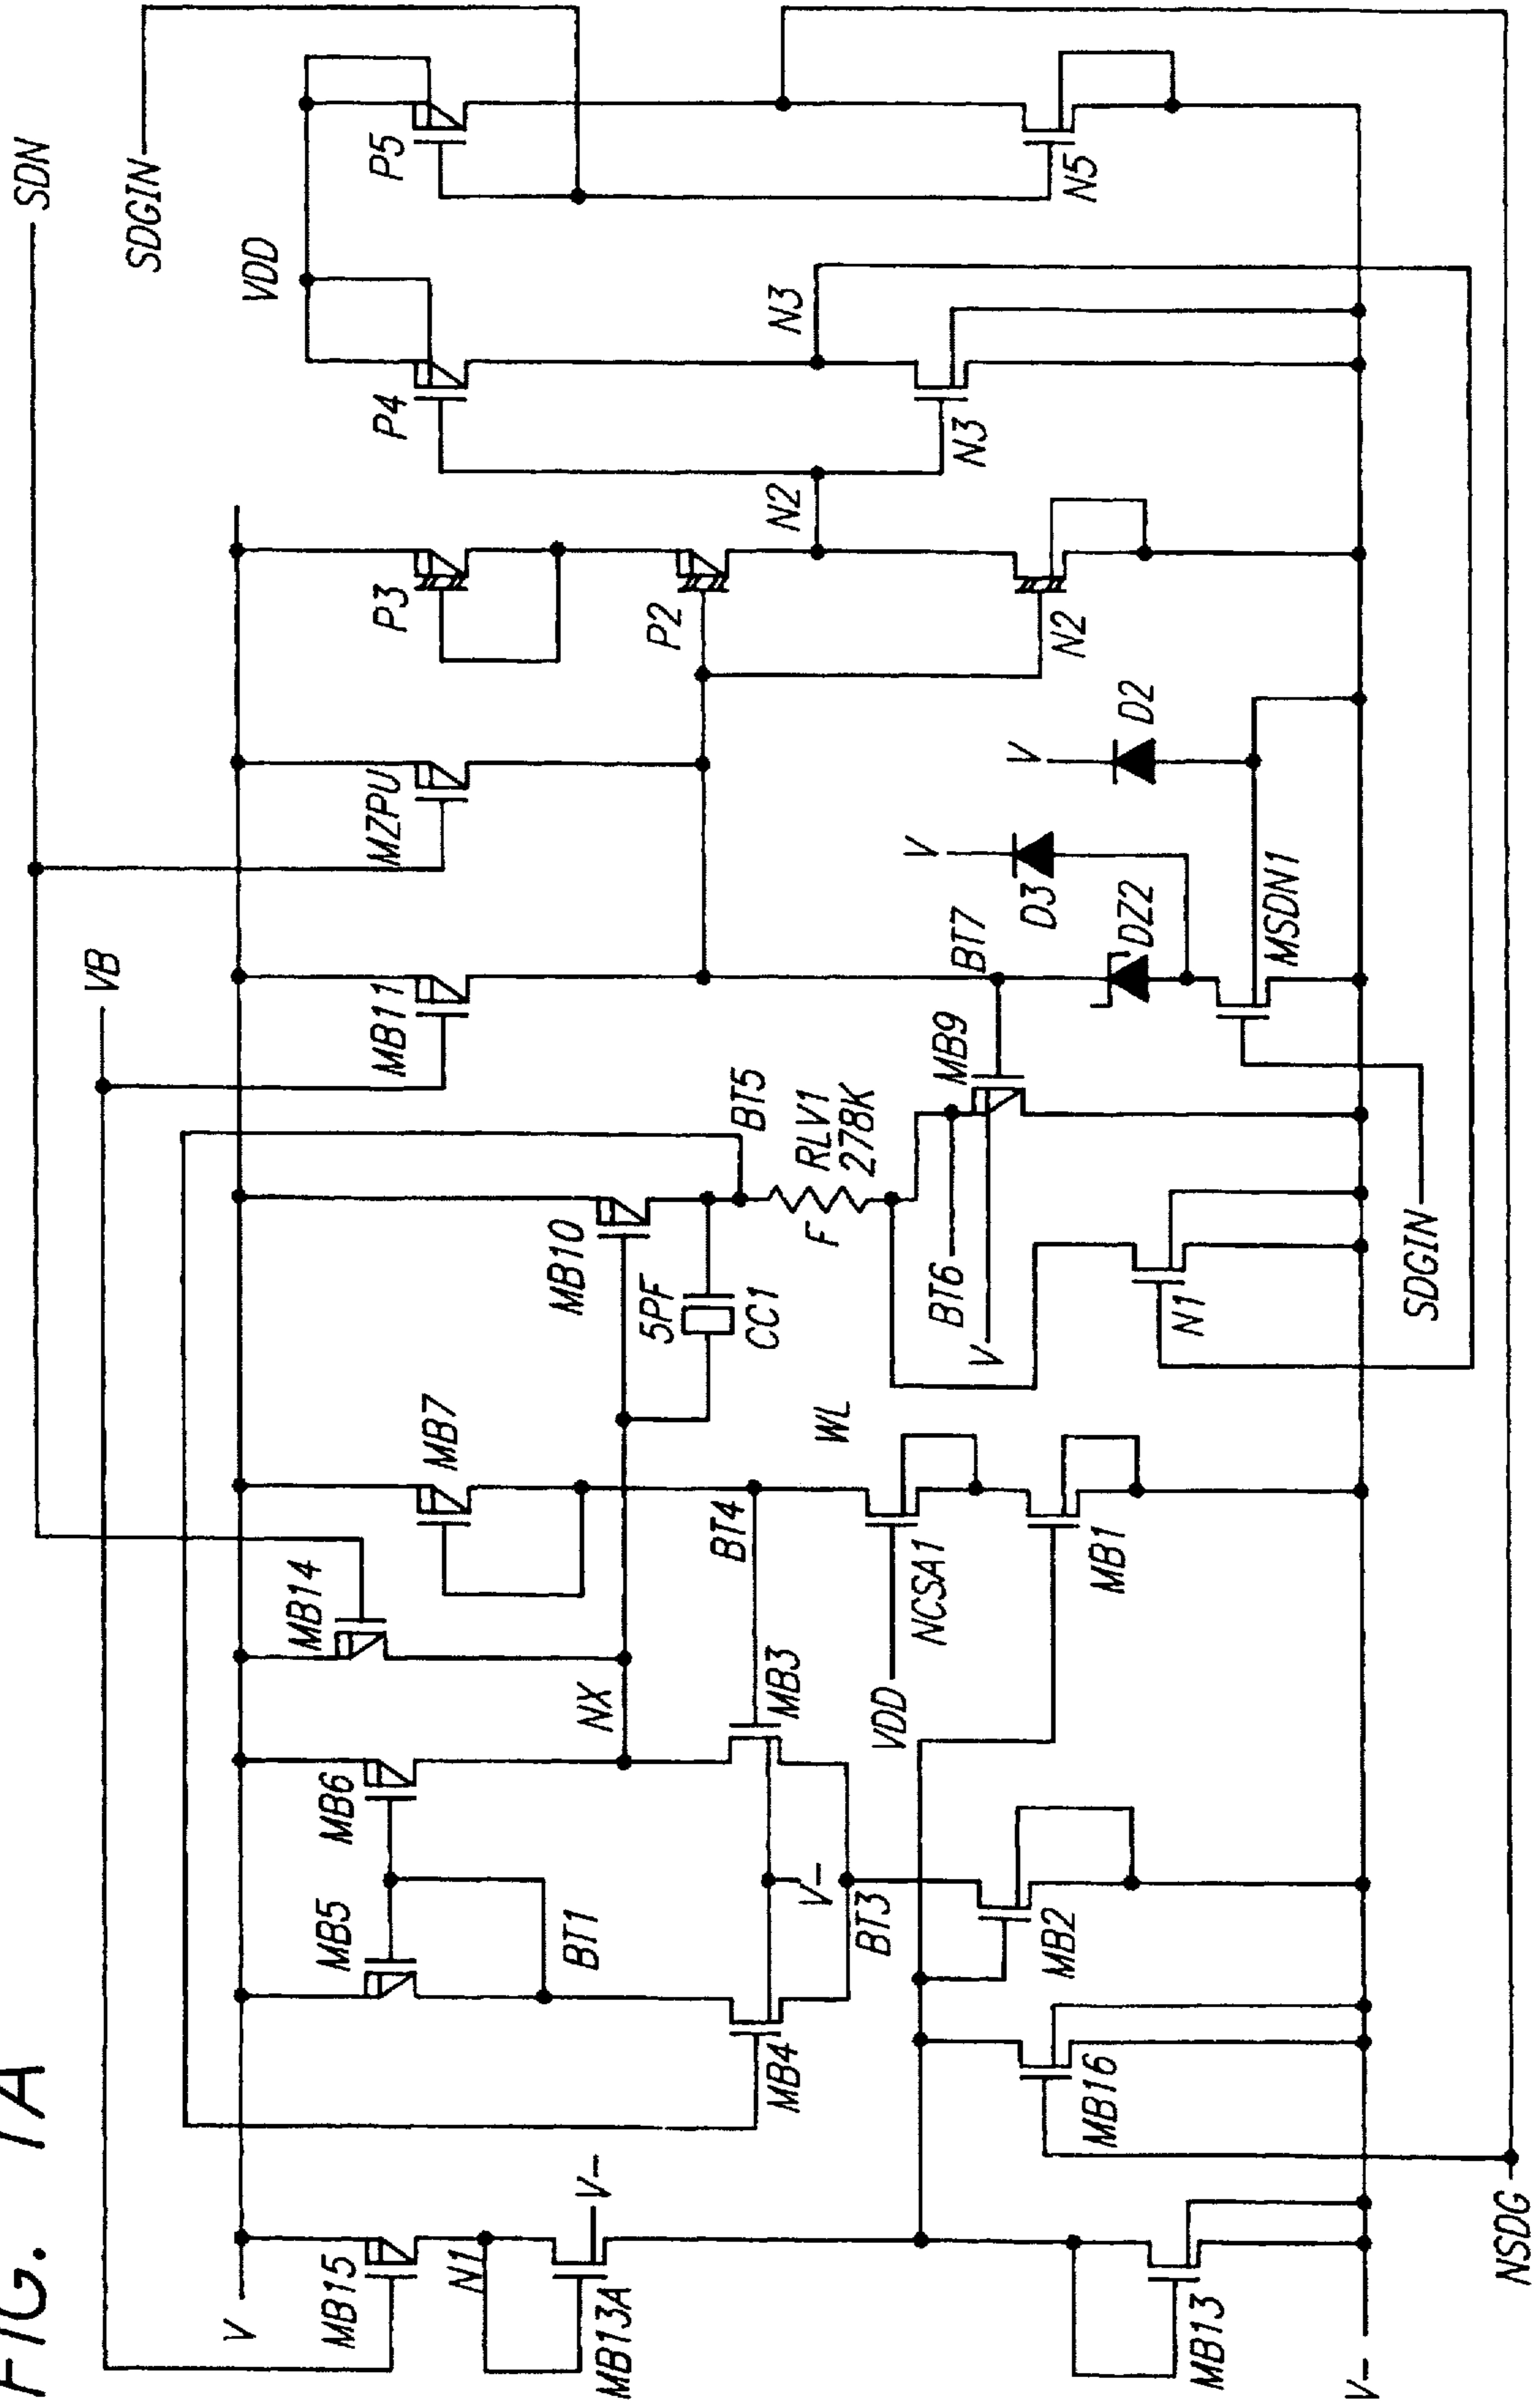 FIG. 1A
SDN
SDGIN
VB
VDD
V
MB15
N1
MB13A
V-
MB5
MB6
BT1
MB14
NX
MB7
MB10
5PF
CC1
MB11
MZPU
P3
P4
P5
P2
N2
N3
BT5
RLV1
278K
F
BT4
WL
MB4
MB3
V-
BT3
VDD
NCSA1
BT6
V
MB9
BT7
V
D3
DZ2
V
D2
N2
N3
N5
MB13
MB16
MB2
MB1
N1
SDGIN
MSDN1
V-
NSDG